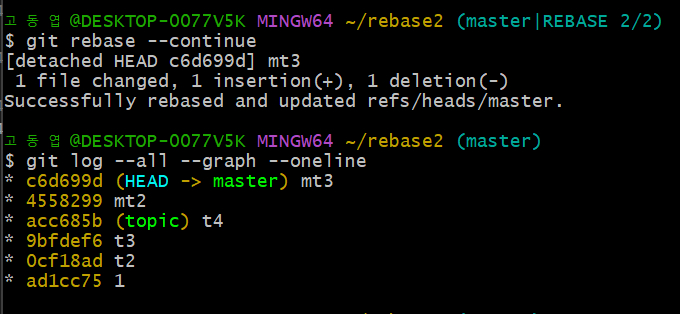 고 동 엽 @DESKTOP-0077V5K MINGW64 ~/rebase2 (master|REBASE 2/2)
$ git rebase --continue
[detached HEAD c6d699d] mt3
 1 file changed, 1 insertion(+), 1 deletion(-)
Successfully rebased and updated refs/heads/master.
고 동 엽 @DESKTOP-0077V5K MINGW64 ~/rebase2 (master)
$ git log --all --graph --oneline
* c6d699d (HEAD -> master) mt3
* 4558299 mt2
* acc685b (topic) t4
* 9bfdef6 t3
* 0cf18ad t2
* ad1cc75 1